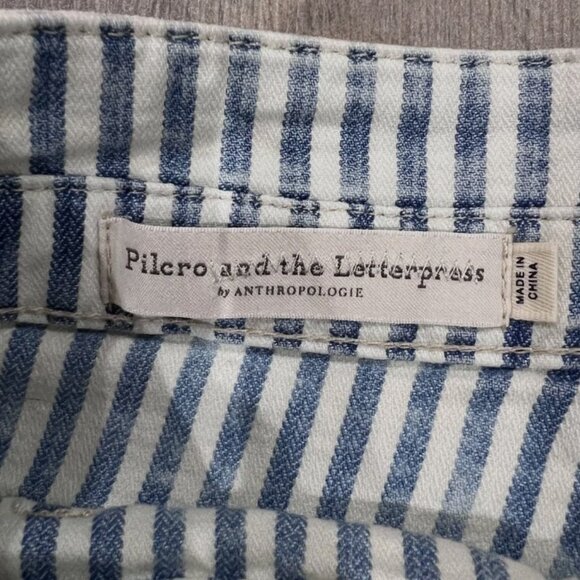 Pilcro and the Letterpress
by ANTHROPOLOGIE
MADE IN
CHINA